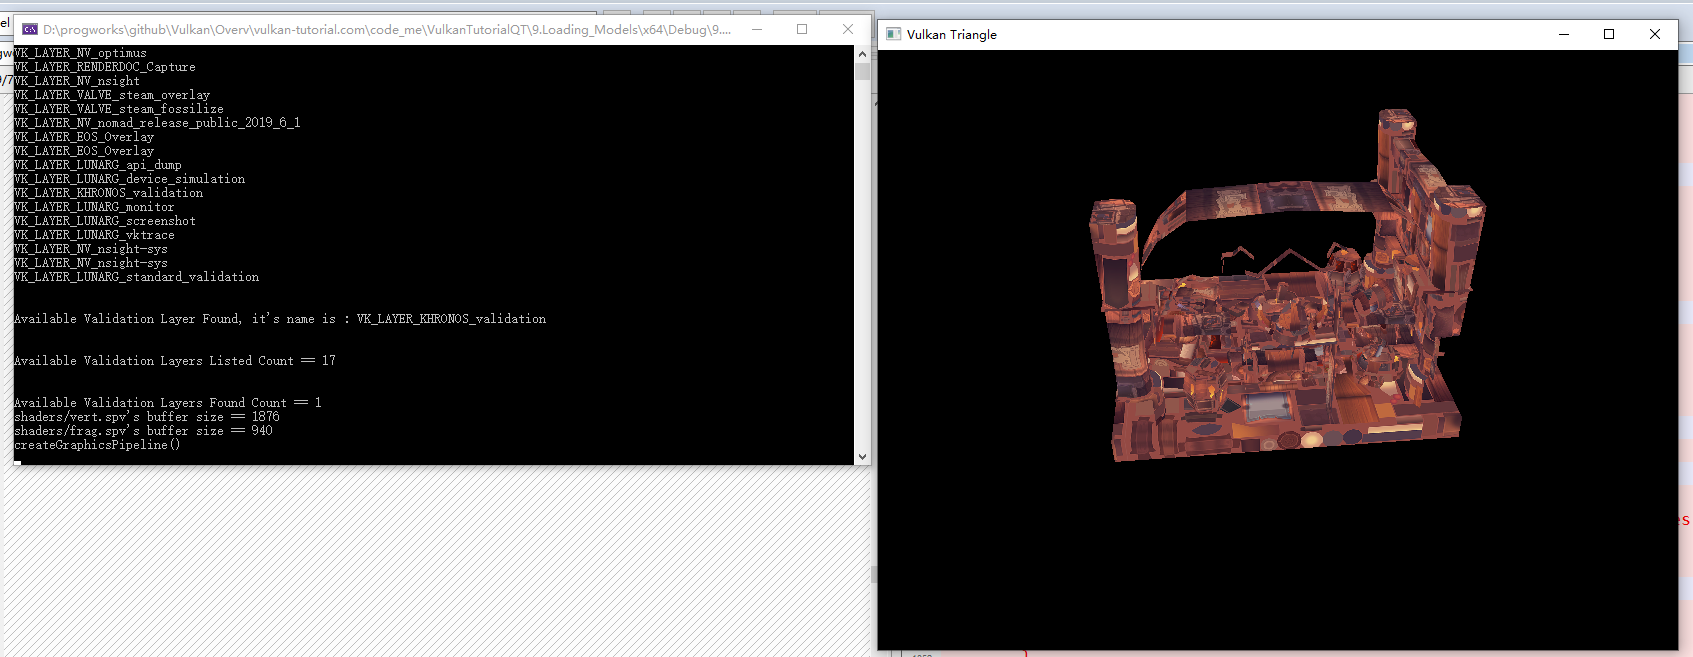 D:\progworks\github\Vulkan\Overv\vulkan-tutorial.com\code_me\VulkanTutorialQT\9.Loading_Models\x64\Debug\9....
VK_LAYER_NV_optimus
VK_LAYER_RENDERDOC_Capture
VK_LAYER_NV_nsight
VK_LAYER_VALVE_steam_overlay
VK_LAYER_VALVE_steam_fossilize
VK_LAYER_NV_nomad_release_public_2019_6_1
VK_LAYER_EOS_Overlay
VK_LAYER_EOS_Overlay
VK_LAYER_LUNARG_api_dump
VK_LAYER_LUNARG_device_simulation
VK_LAYER_KHRONOS_validation
VK_LAYER_LUNARG_monitor
VK_LAYER_LUNARG_screenshot
VK_LAYER_LUNARG_vktrace
VK_LAYER_NV_nsight-sys
VK_LAYER_NV_nsight-sys
VK_LAYER_LUNARG_standard_validation
Available Validation Layer Found, it's name is : VK_LAYER_KHRONOS_validation
Available Validation Layers Listed Count == 17
Available Validation Layers Found Count == 1
shaders/vert.spv's buffer size == 1876
shaders/frag.spv's buffer size == 940
createGraphicsPipeline()
Vulkan Triangle